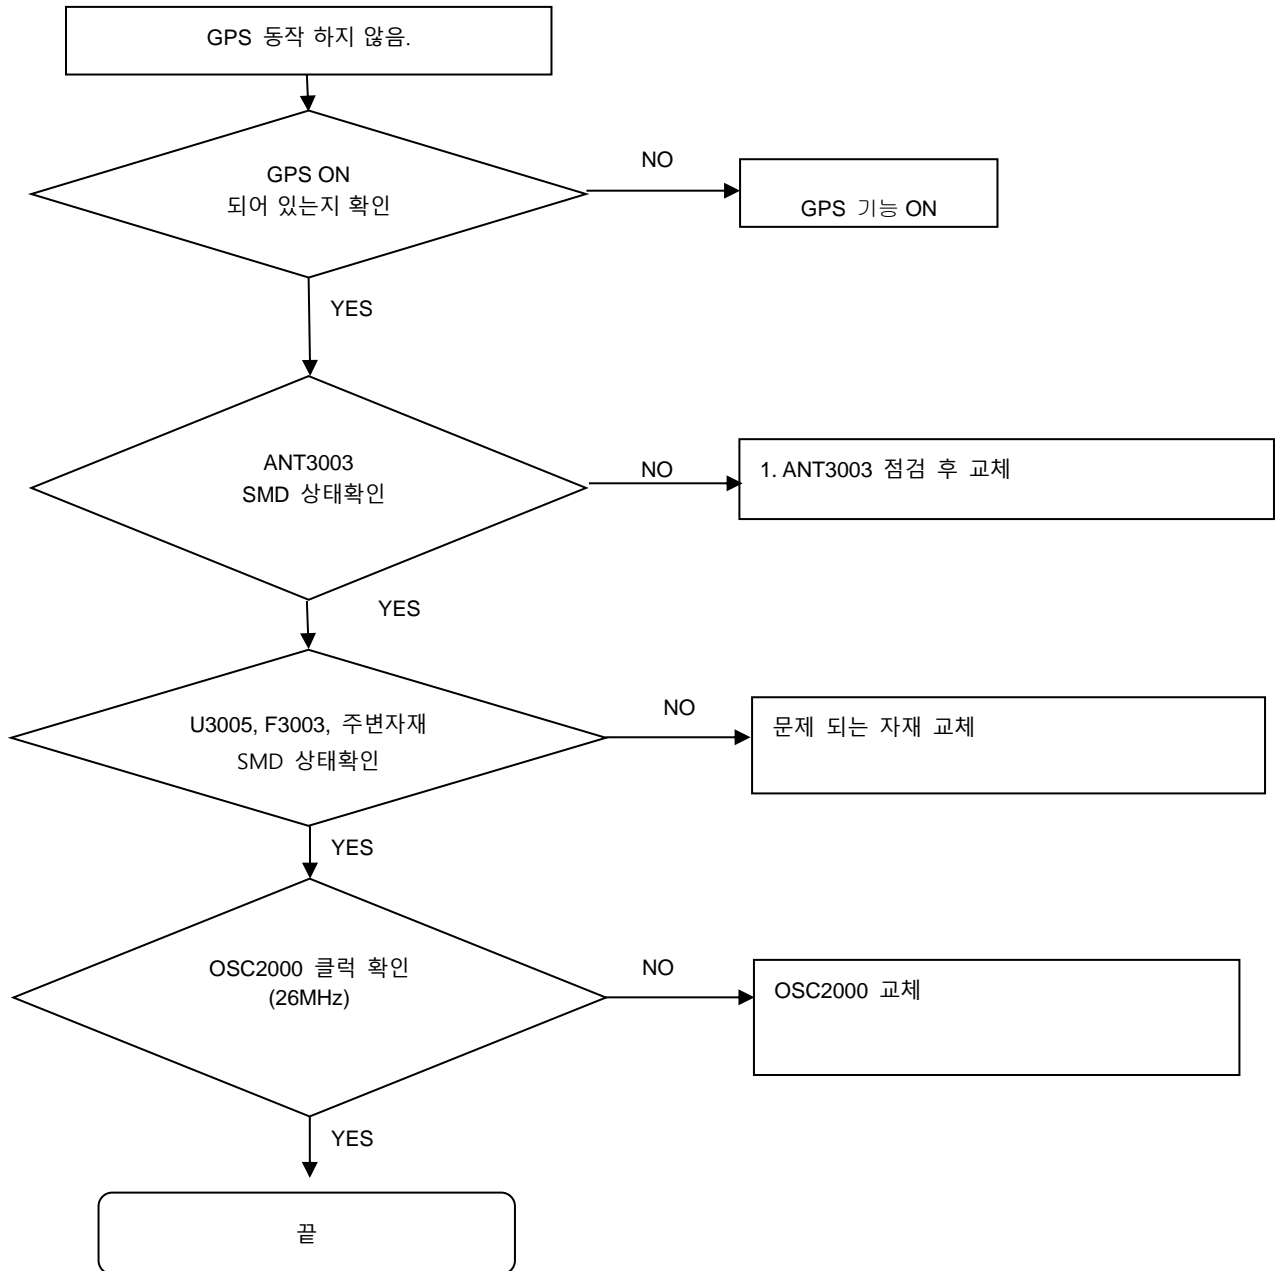 GPS 동작 하지 않음.
GPS ON
되어 있는지 확인
NO
GPS 기능 ON
YES
ANT3003
SMD 상태확인
NO
1. ANT3003 점검 후 교체
YES
U3005, F3003, 주변자재
SMD 상태확인
NO
문제 되는 자재 교체
YES
OSC2000 클럭 확인
(26MHz)
NO
OSC2000 교체
YES
끝